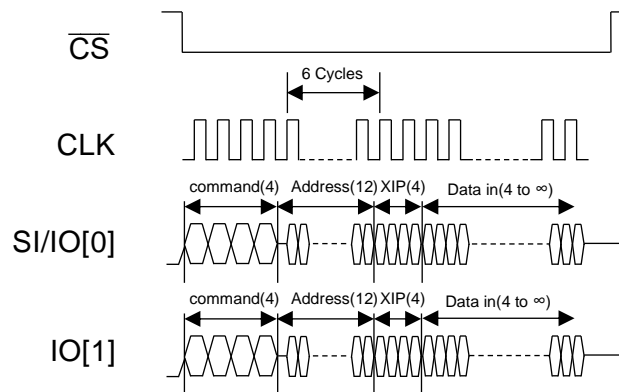 CS
6 Cycles
CLK
command(4) Address(12) XIP(4) Data in(4 to ∞)
SI/IO[0]
command(4) Address(12) XIP(4) Data in(4 to ∞)
IO[1]